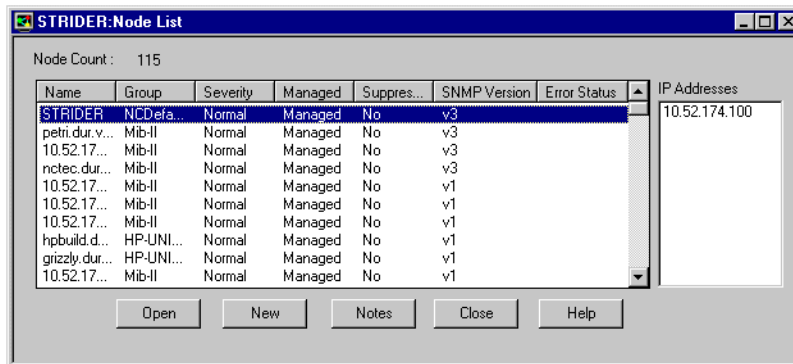 STRIDER:Node List
Node Count : 115
Name Group Severity Managed Suppres... SNMP Version Error Status IP Addresses
STRIDER NCDefa... Normal Managed No v3 10.52.174.100
petri.dur.v... Mib-II Normal Managed No v3
10.52.17... Mib-II Normal Managed No v3
nctec.dur... Mib-II Normal Managed No v3
10.52.17... Mib-II Normal Managed No v1
10.52.17... Mib-II Normal Managed No v1
10.52.17... Mib-II Normal Managed No v1
hpbuild.d... HP-UNI... Normal Managed No v1
grizzly.dur... HP-UNI... Normal Managed No v1
10.52.17... Mib-II Normal Managed No v1
Open New Notes Close Help